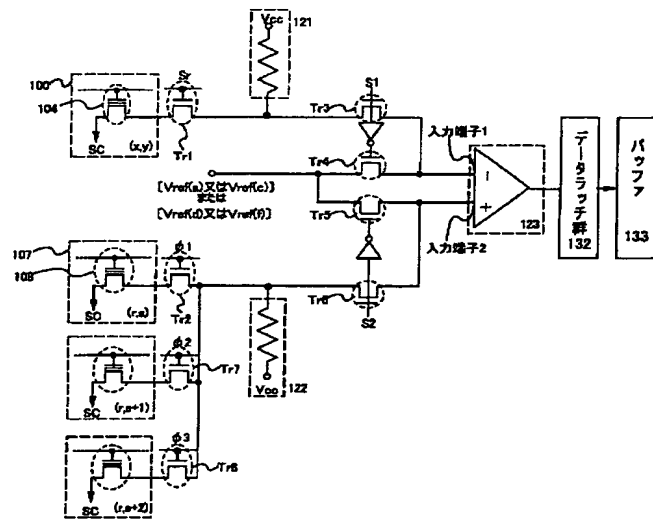 Vcc
121
100
S
S1
104
Tr3
SC
(x,y)
Tr1
Tr4
入力端子1
[Vref(a)又はVref(c)]
または
[Vref(d)又はVref(f)]
Tr5
入力端子2
-
+
123
データラッチ群
132
バッファ
133
107
108
φ1
SC
(r,s)
Tr2
Tr6
S2
φ2
Tr7
Vcc
122
SC
(r,s+1)
φ3
Tr8
SC
(r,s+2)